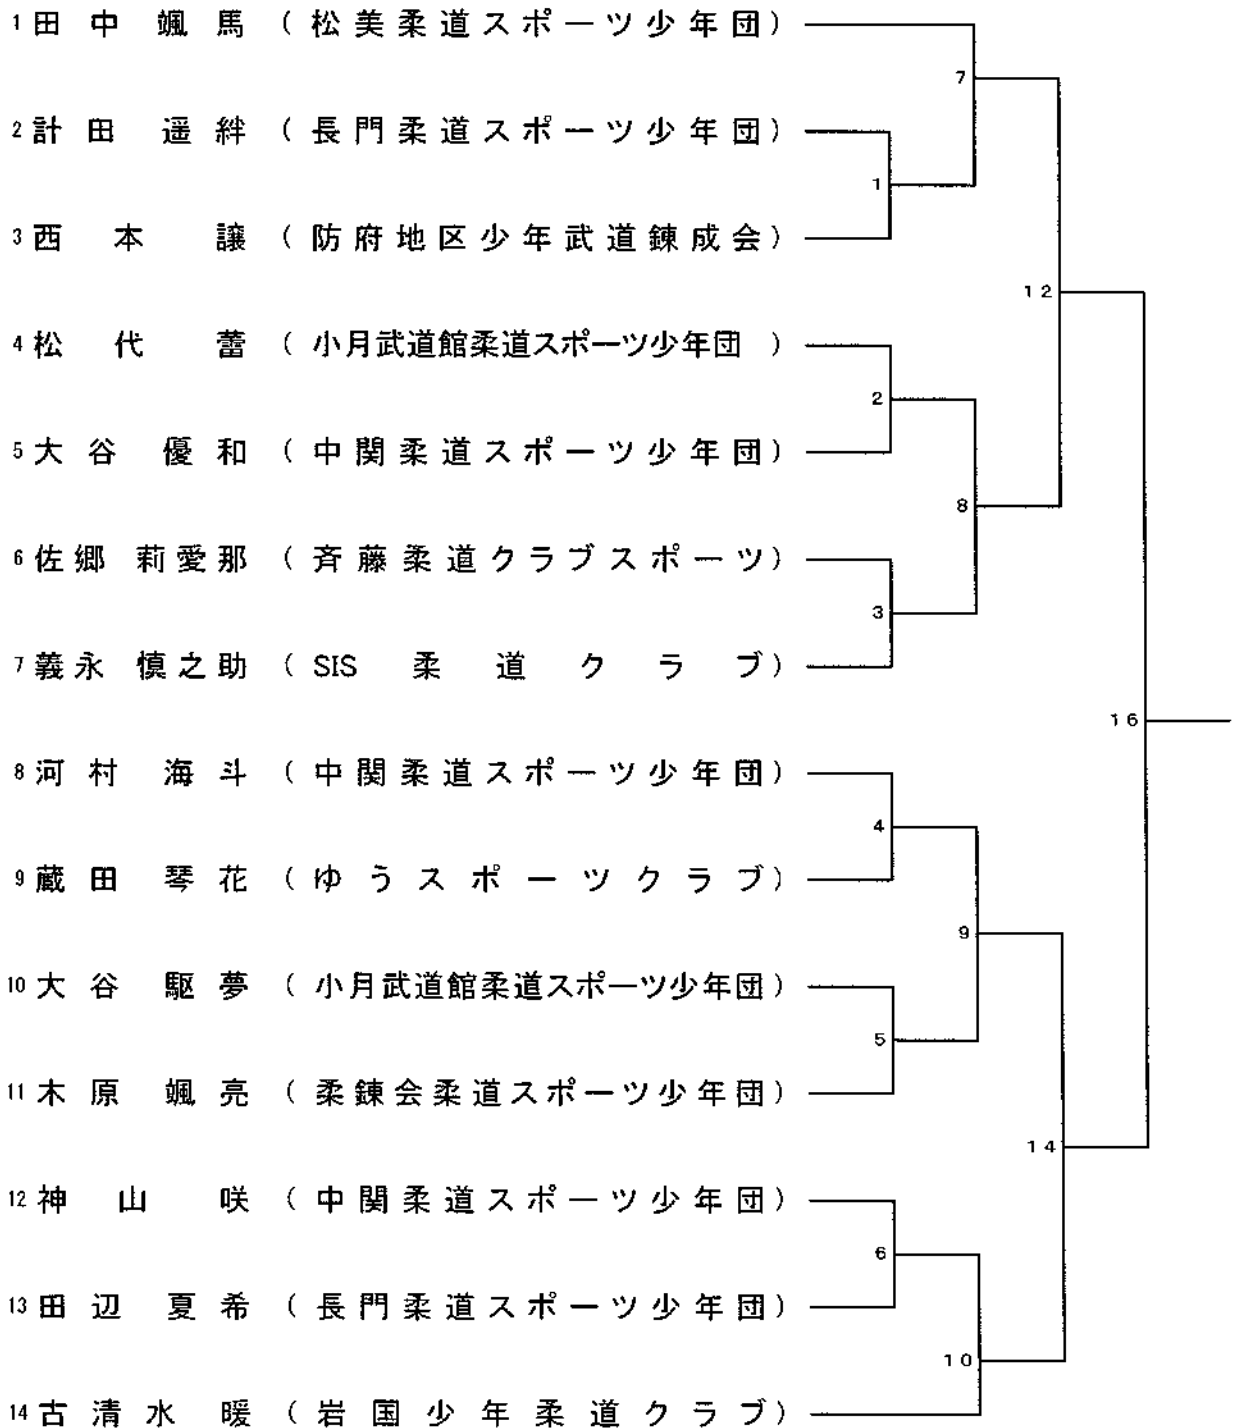 1 田中 颯馬 (松美柔道スポーツ少年団)
7
2 計田 遥絆 (長門柔道スポーツ少年団)
1
3 西本 譲 (防府地区少年武道錬成会)
12
4 松代 蕾 (小月武道館柔道スポーツ少年団)
2
5 大谷 優和 (中関柔道スポーツ少年団)
8
6 佐郷 莉愛那 (斉藤柔道クラブスポーツ)
3
7 義永 慎之助 (SIS柔道クラブ)
16
8 河村 海斗 (中関柔道スポーツ少年団)
4
9 蔵田 琴花 (ゆうスポーツクラブ)
9
10 大谷 駆夢 (小月武道館柔道スポーツ少年団)
5
11 木原 颯亮 (柔錬会柔道スポーツ少年団)
14
12 神山 咲 (中関柔道スポーツ少年団)
6
13 田辺 夏希 (長門柔道スポーツ少年団)
10
14 古清水 暖 (岩国少年柔道クラブ)